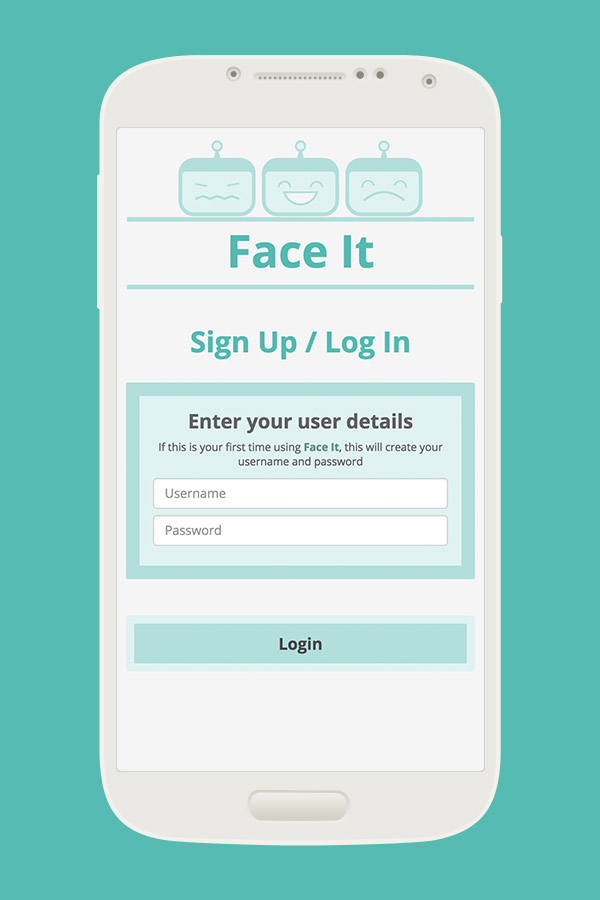 Face It
Sign Up / Log In
Enter your user details
If this is your first time using Face It, this will create your
username and password
Username
Password
Login